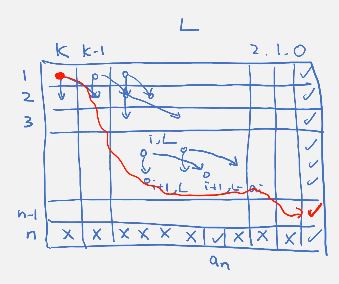 L
K K-1 2.1.0
1 ✓
2 ✓
3 ✓
i,L ✓
✓
i+1,L i+1,L-ai ✓
n-1 ✓
n x x x x x x ✓ x x x ✓
an